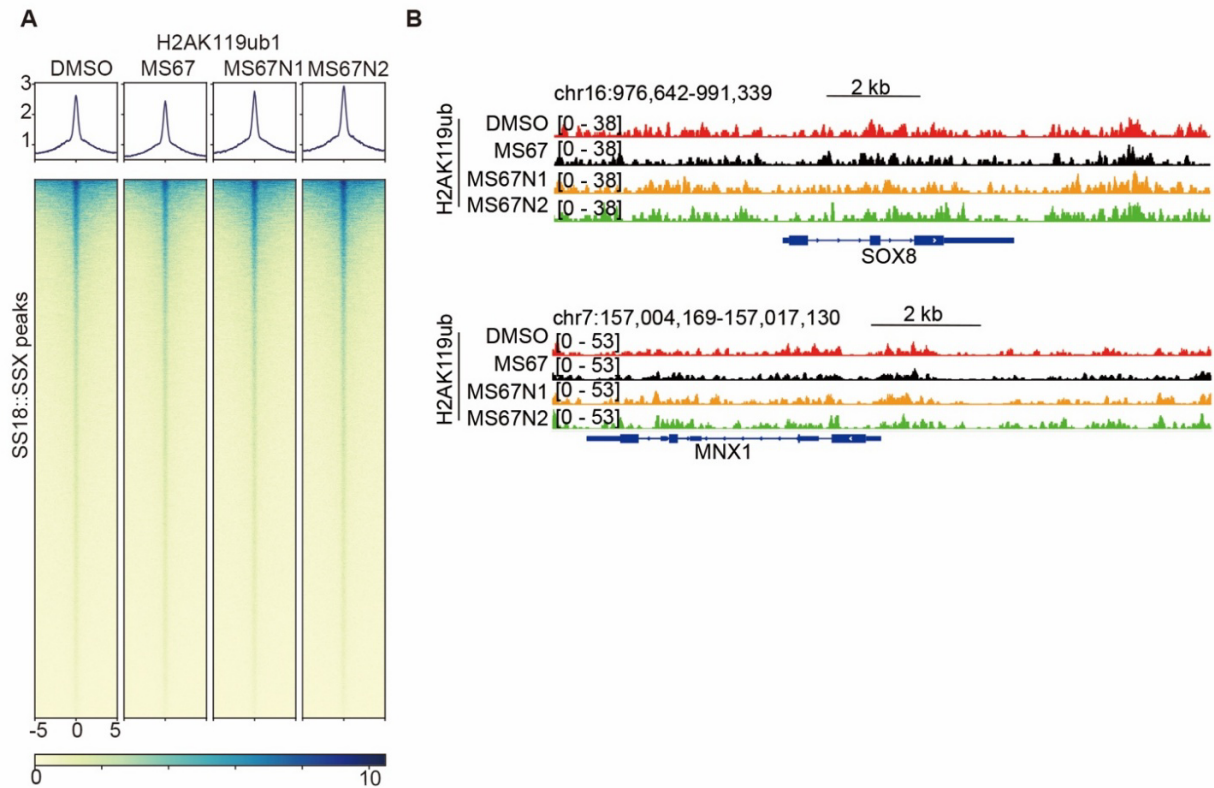 A
H2AK119ub1
DMSO MS67 MS67N1 MS67N2
3
2
1
SS18::SSX peaks
-5 0 5
0 10
B
chr16:976,642-991,339 2 kb
H2AK119ub
DMSO [0 - 38]
MS67 [0 - 38]
MS67N1 [0 - 38]
MS67N2 [0 - 38]
SOX8
chr7:157,004,169-157,017,130 2 kb
H2AK119ub
DMSO [0 - 53]
MS67 [0 - 53]
MS67N1 [0 - 53]
MS67N2 [0 - 53]
MNX1